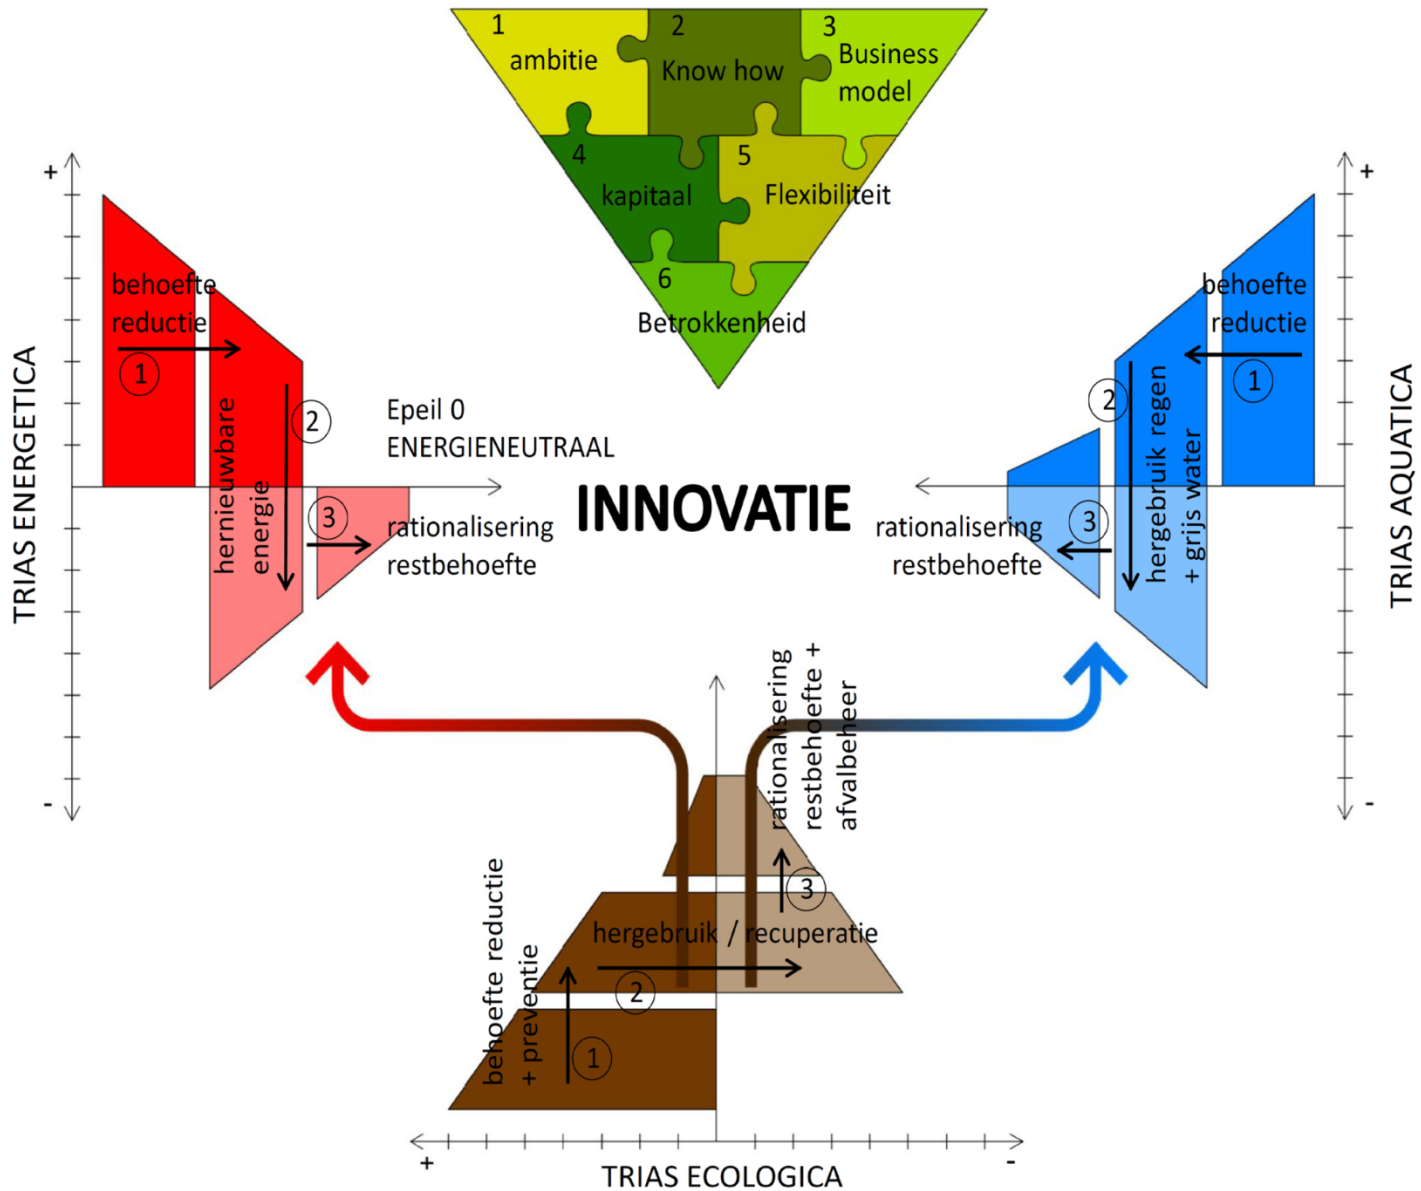 1
ambitie
2
Know how
3
Business
model
4
kapitaal
5
Flexibiliteit
6
Betrokkenheid
+
-
TRIAS ENERGETICA
behoefte
reductie
1
hernieuwbare
energie
2
3
rationalisering
restbehoefte
Epeil 0
ENERGIENEUTRAAL
INNOVATIE
+
-
TRIAS AQUATICA
behoefte
reductie
1
hergebruik regen
+ grijs water
2
3
rationalisering
restbehoefte
rationalisering
restbehoefte +
afvalbeheer
3
hergebruik / recuperatie
2
behoefte reductie
+ preventie
1
+
-
TRIAS ECOLOGICA